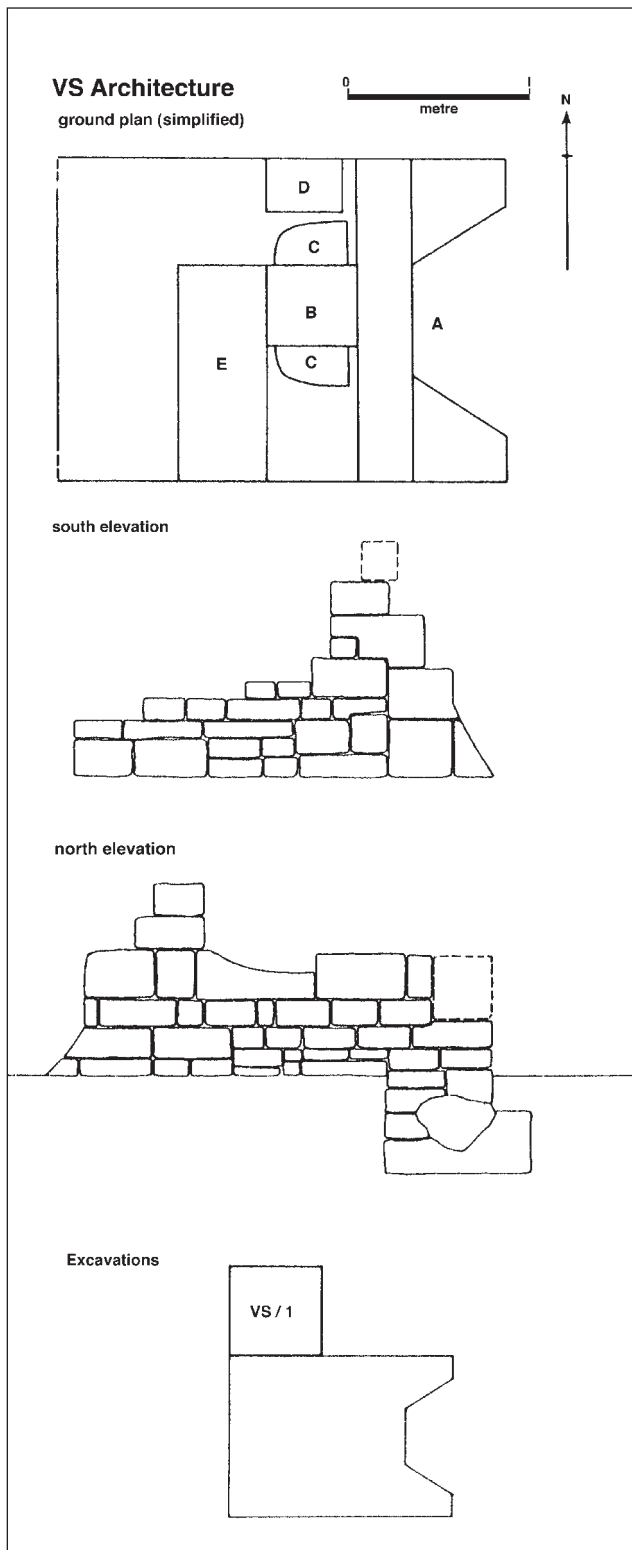 VS Architecture
ground plan (simplified)
0 1
metre
N
D
C
B
A
E
C
south elevation
north elevation
Excavations
VS / 1